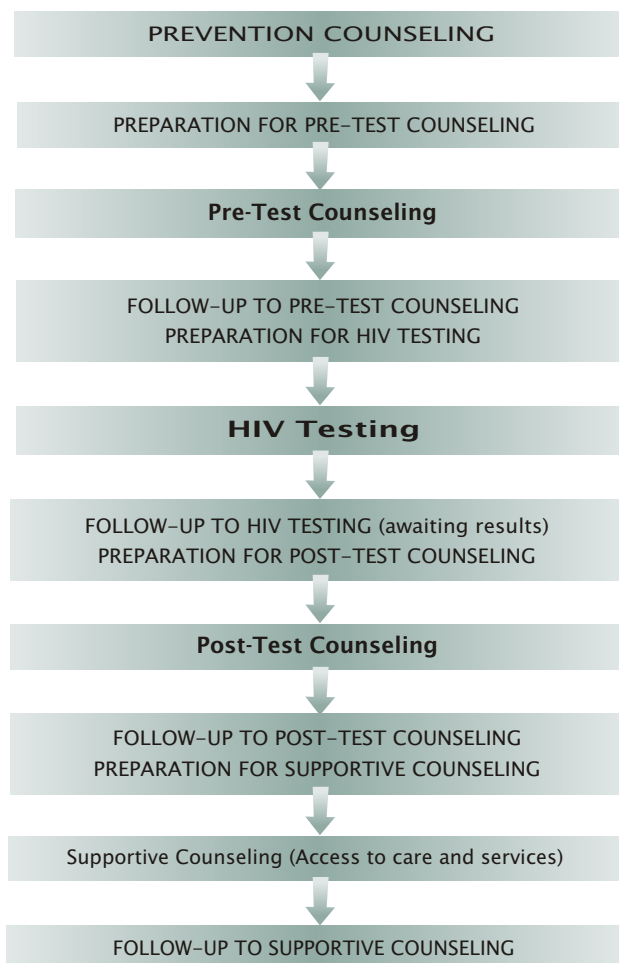 PREVENTION COUNSELING
PREPARATION FOR PRE-TEST COUNSELING
Pre-Test Counseling
FOLLOW-UP TO PRE-TEST COUNSELING
PREPARATION FOR HIV TESTING
HIV Testing
FOLLOW-UP TO HIV TESTING (awaiting results)
PREPARATION FOR POST-TEST COUNSELING
Post-Test Counseling
FOLLOW-UP TO POST-TEST COUNSELING
PREPARATION FOR SUPPORTIVE COUNSELING
Supportive Counseling (Access to care and services)
FOLLOW-UP TO SUPPORTIVE COUNSELING